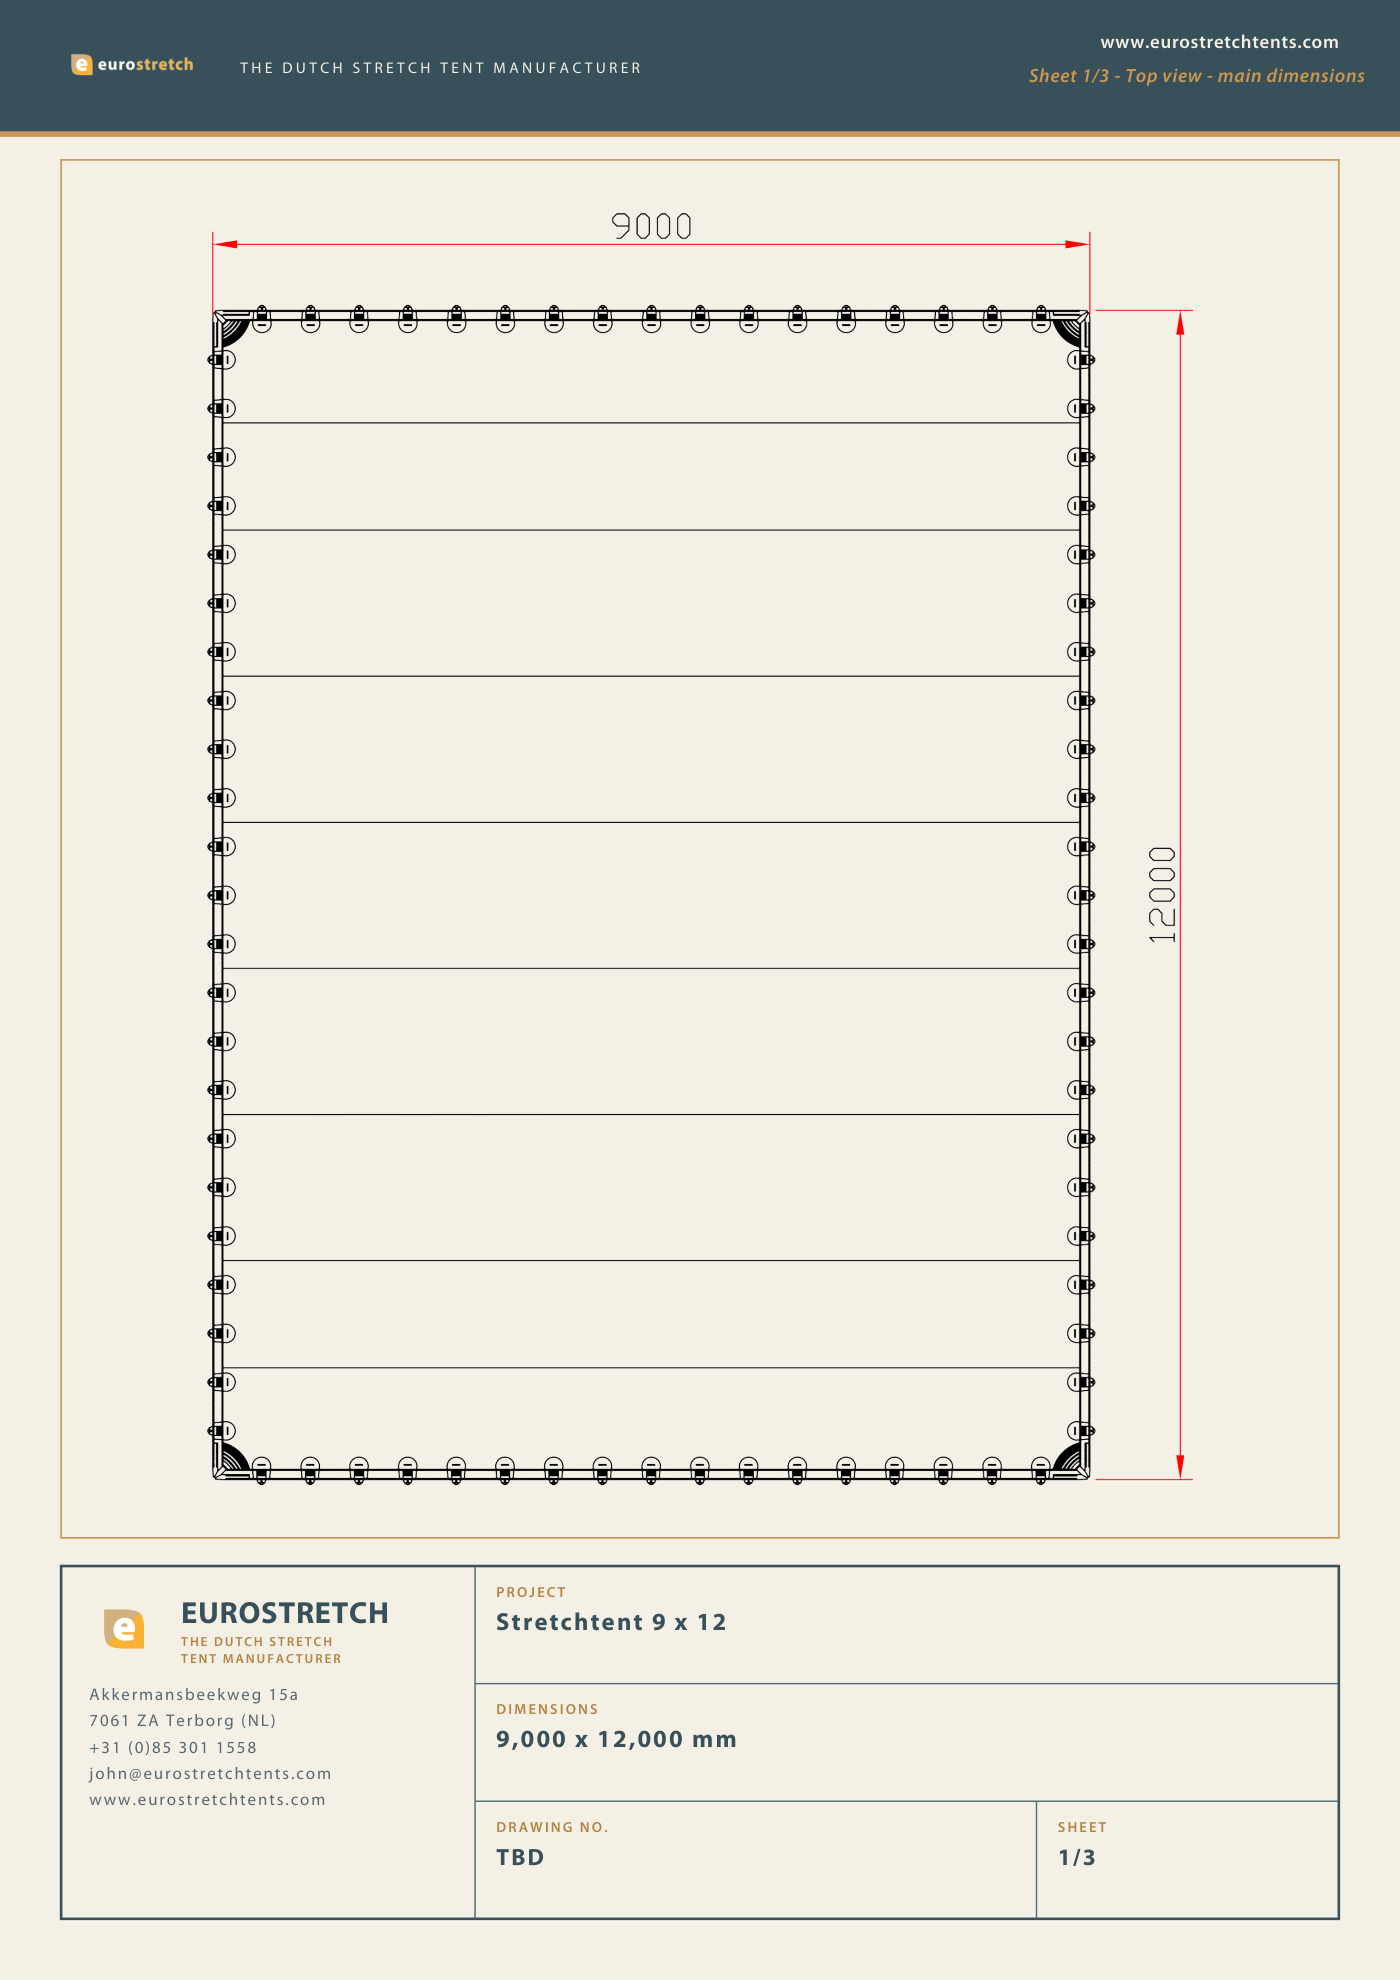 eurostretch
THE DUTCH STRETCH TENT MANUFACTURER
www.eurostretchtents.com
Sheet 1/3 - Top view - main dimensions
9000
12000
e
EUROSTRETCH
THE DUTCH STRETCH
TENT MANUFACTURER
Akkermansbeekweg 15a
7061 ZA Terborg (NL)
+31 (0)85 301 1558
john@eurostretchtents.com
www.eurostretchtents.com
PROJECT
Stretchtent 9 x 12
DIMENSIONS
9,000 x 12,000 mm
DRAWING NO.
TBD
SHEET
1/3